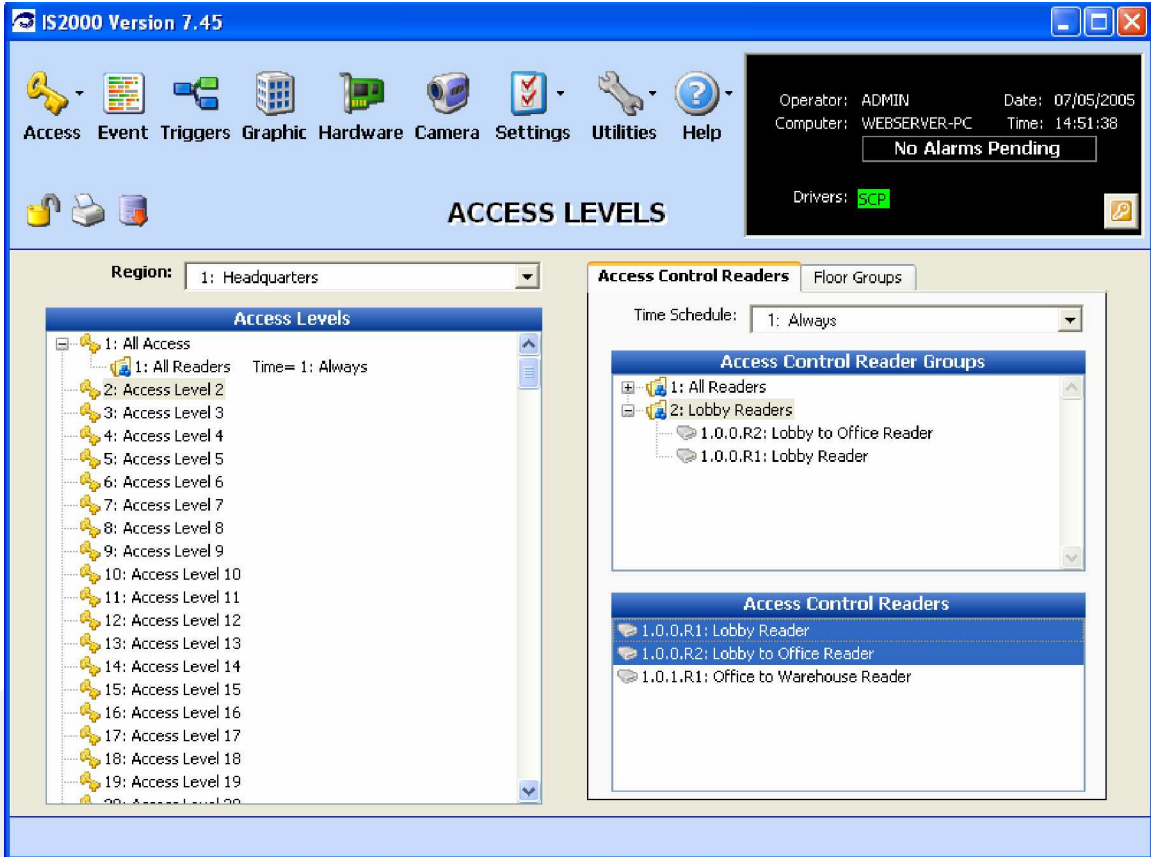 IS2000 Version 7.45
Access Event Triggers Graphic Hardware Camera Settings Utilities Help
Operator: ADMIN Date: 07/05/2005
Computer: WEBSERVER-PC Time: 14:51:38
No Alarms Pending
Drivers: SCP
ACCESS LEVELS
Region: 1: Headquarters
Access Levels
1: All Access
1: All Readers Time= 1: Always
2: Access Level 2
3: Access Level 3
4: Access Level 4
5: Access Level 5
6: Access Level 6
7: Access Level 7
8: Access Level 8
9: Access Level 9
10: Access Level 10
11: Access Level 11
12: Access Level 12
13: Access Level 13
14: Access Level 14
15: Access Level 15
16: Access Level 16
17: Access Level 17
18: Access Level 18
19: Access Level 19
Access Control Readers Floor Groups
Time Schedule: 1: Always
Access Control Reader Groups
1: All Readers
2: Lobby Readers
1.0.0.R2: Lobby to Office Reader
1.0.0.R1: Lobby Reader
Access Control Readers
1.0.0.R1: Lobby Reader
1.0.0.R2: Lobby to Office Reader
1.0.1.R1: Office to Warehouse Reader